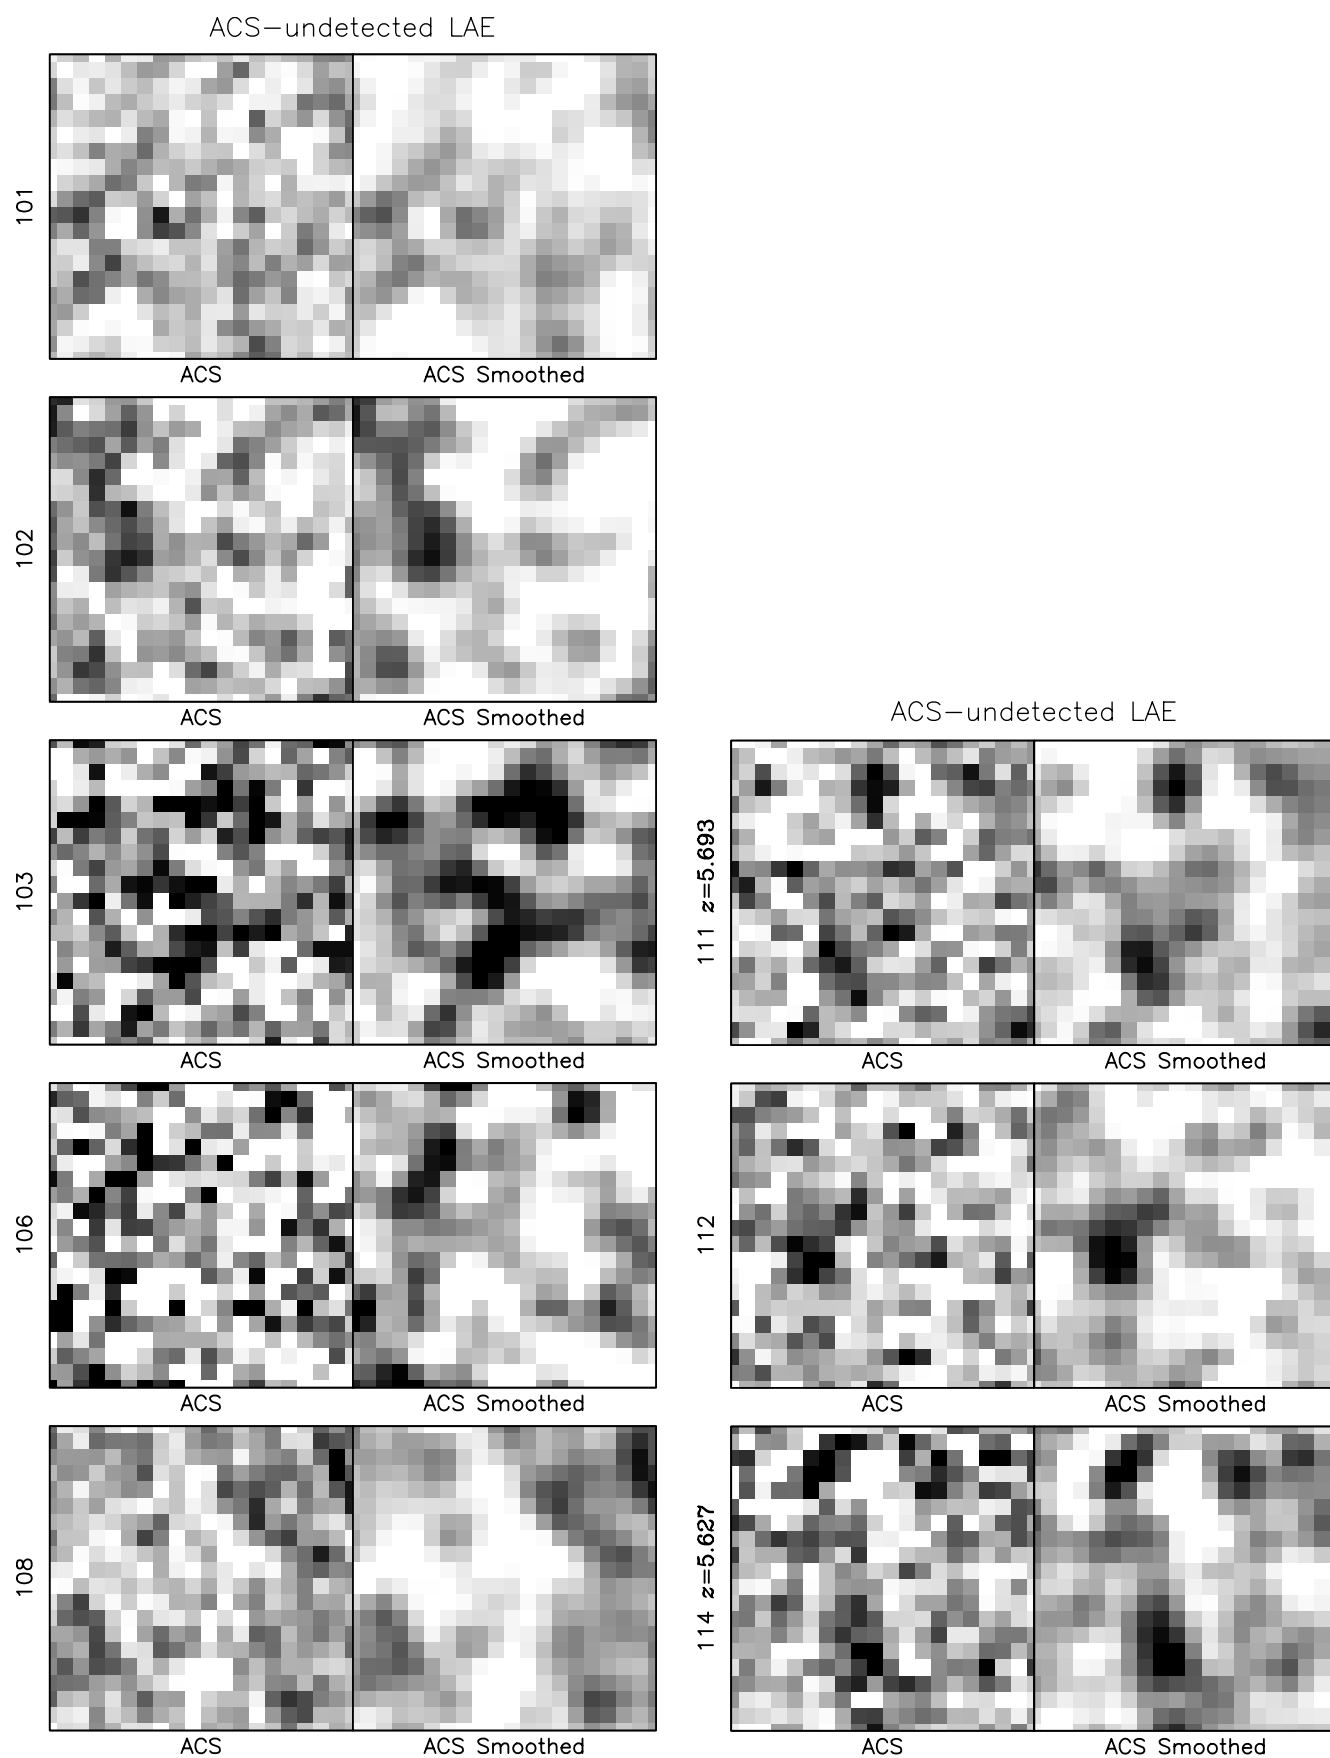 ACS−undetected LAE
101
ACS
ACS Smoothed
102
ACS
ACS Smoothed
103
ACS
ACS Smoothed
106
ACS
ACS Smoothed
108
ACS
ACS Smoothed
ACS−undetected LAE
111 z=5.693
ACS
ACS Smoothed
112
ACS
ACS Smoothed
114 z=5.627
ACS
ACS Smoothed